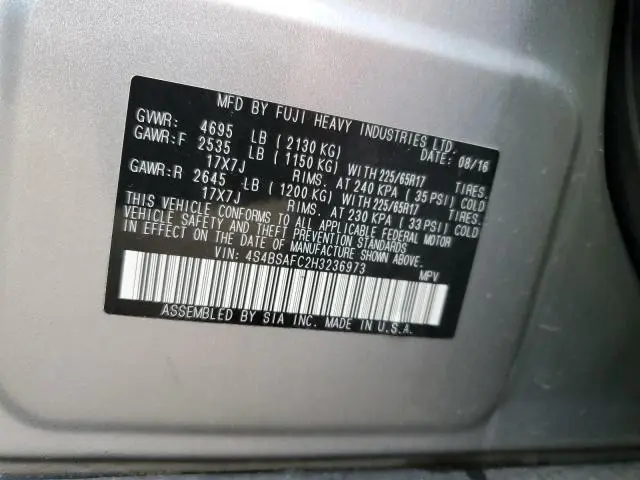 MFD BY FUJI HEAVY INDUSTRIES LTD.
GVWR: 4695 LB (2130 KG) DATE: 08/16
GAWR:F 2535 LB (1150 KG) WITH 225/65R17 TIRES.
17X7J RIMS. AT 240 KPA (35 PSI) COLD
GAWR:R 2645 LB (1200 KG) WITH 225/65R17 TIRES.
17X7J RIMS. AT 230 KPA (33 PSI) COLD
THIS VEHICLE CONFORMS TO ALL APPLICABLE FEDERAL MOTOR
VEHICLE SAFETY AND THEFT PREVENTION STANDARDS
IN EFFECT ON THE DATE OF MANUFACTURE SHOWN ABOVE.
VIN: 4S4BSAFC2H3236973 MPV
ASSEMBLED BY SIA INC. MADE IN U.S.A.